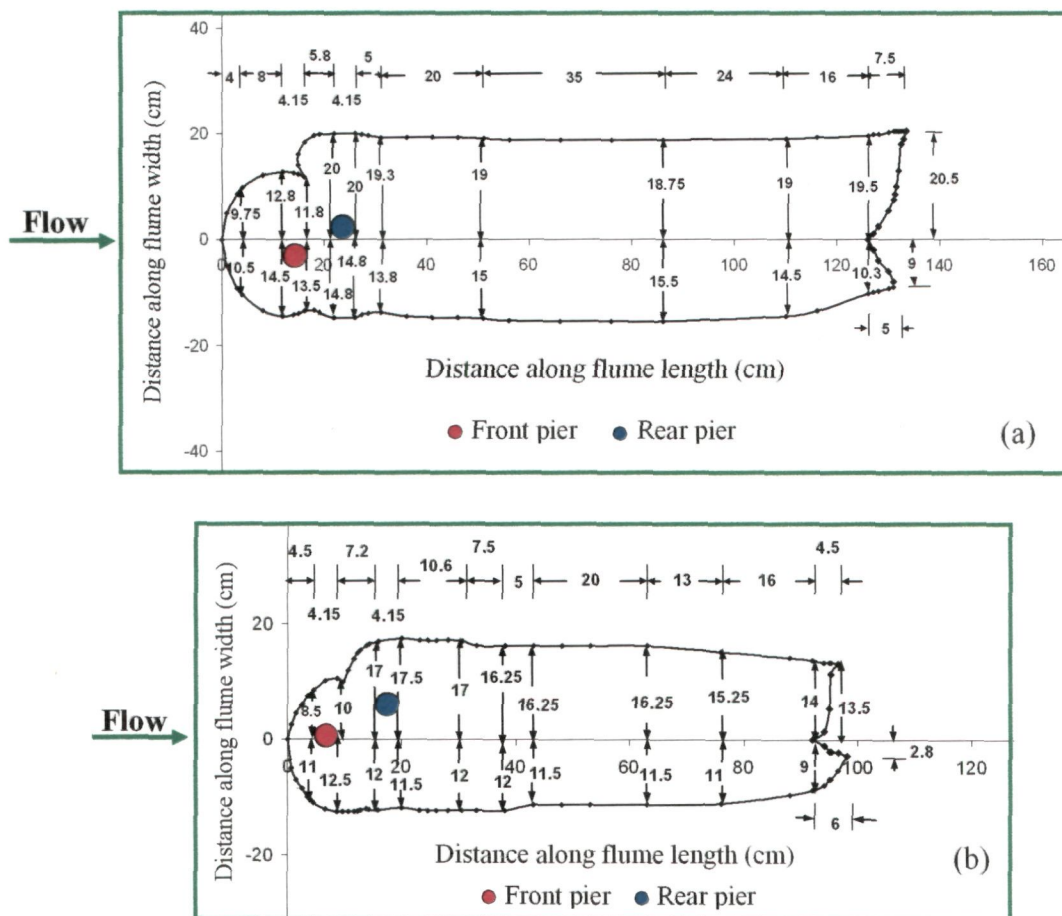 40
5.8 5 7.5
4 8 20 35 24 16
4.15 4.15
20
9.75 12.8 11.8 20 20 19.3 19 18.75 19 19.5 20.5
Flow
0
0 20 40 60 80 100 120 140 160
10.5 14.5 13.5 14.8 14.8 13.8 15 15.5 14.5 10.3 9
-20
5
-40
Distance along flume width (cm)
Distance along flume length (cm)
Front pier Rear pier
(a)
4.5 7.2 7.5 4.5
10.6 5 20 13 16
4.15 4.15
20
8.5 10 17 17.5 17 16.25 16.25 16.25 15.25 14 13.5
Flow
0
0 20 40 60 80 100 120
11 12.5 12 11.5 12 12 11.5 11.5 11 9 2.8
6
-20
Distance along flume width (cm)
Distance along flume length (cm)
Front pier Rear pier
(b)